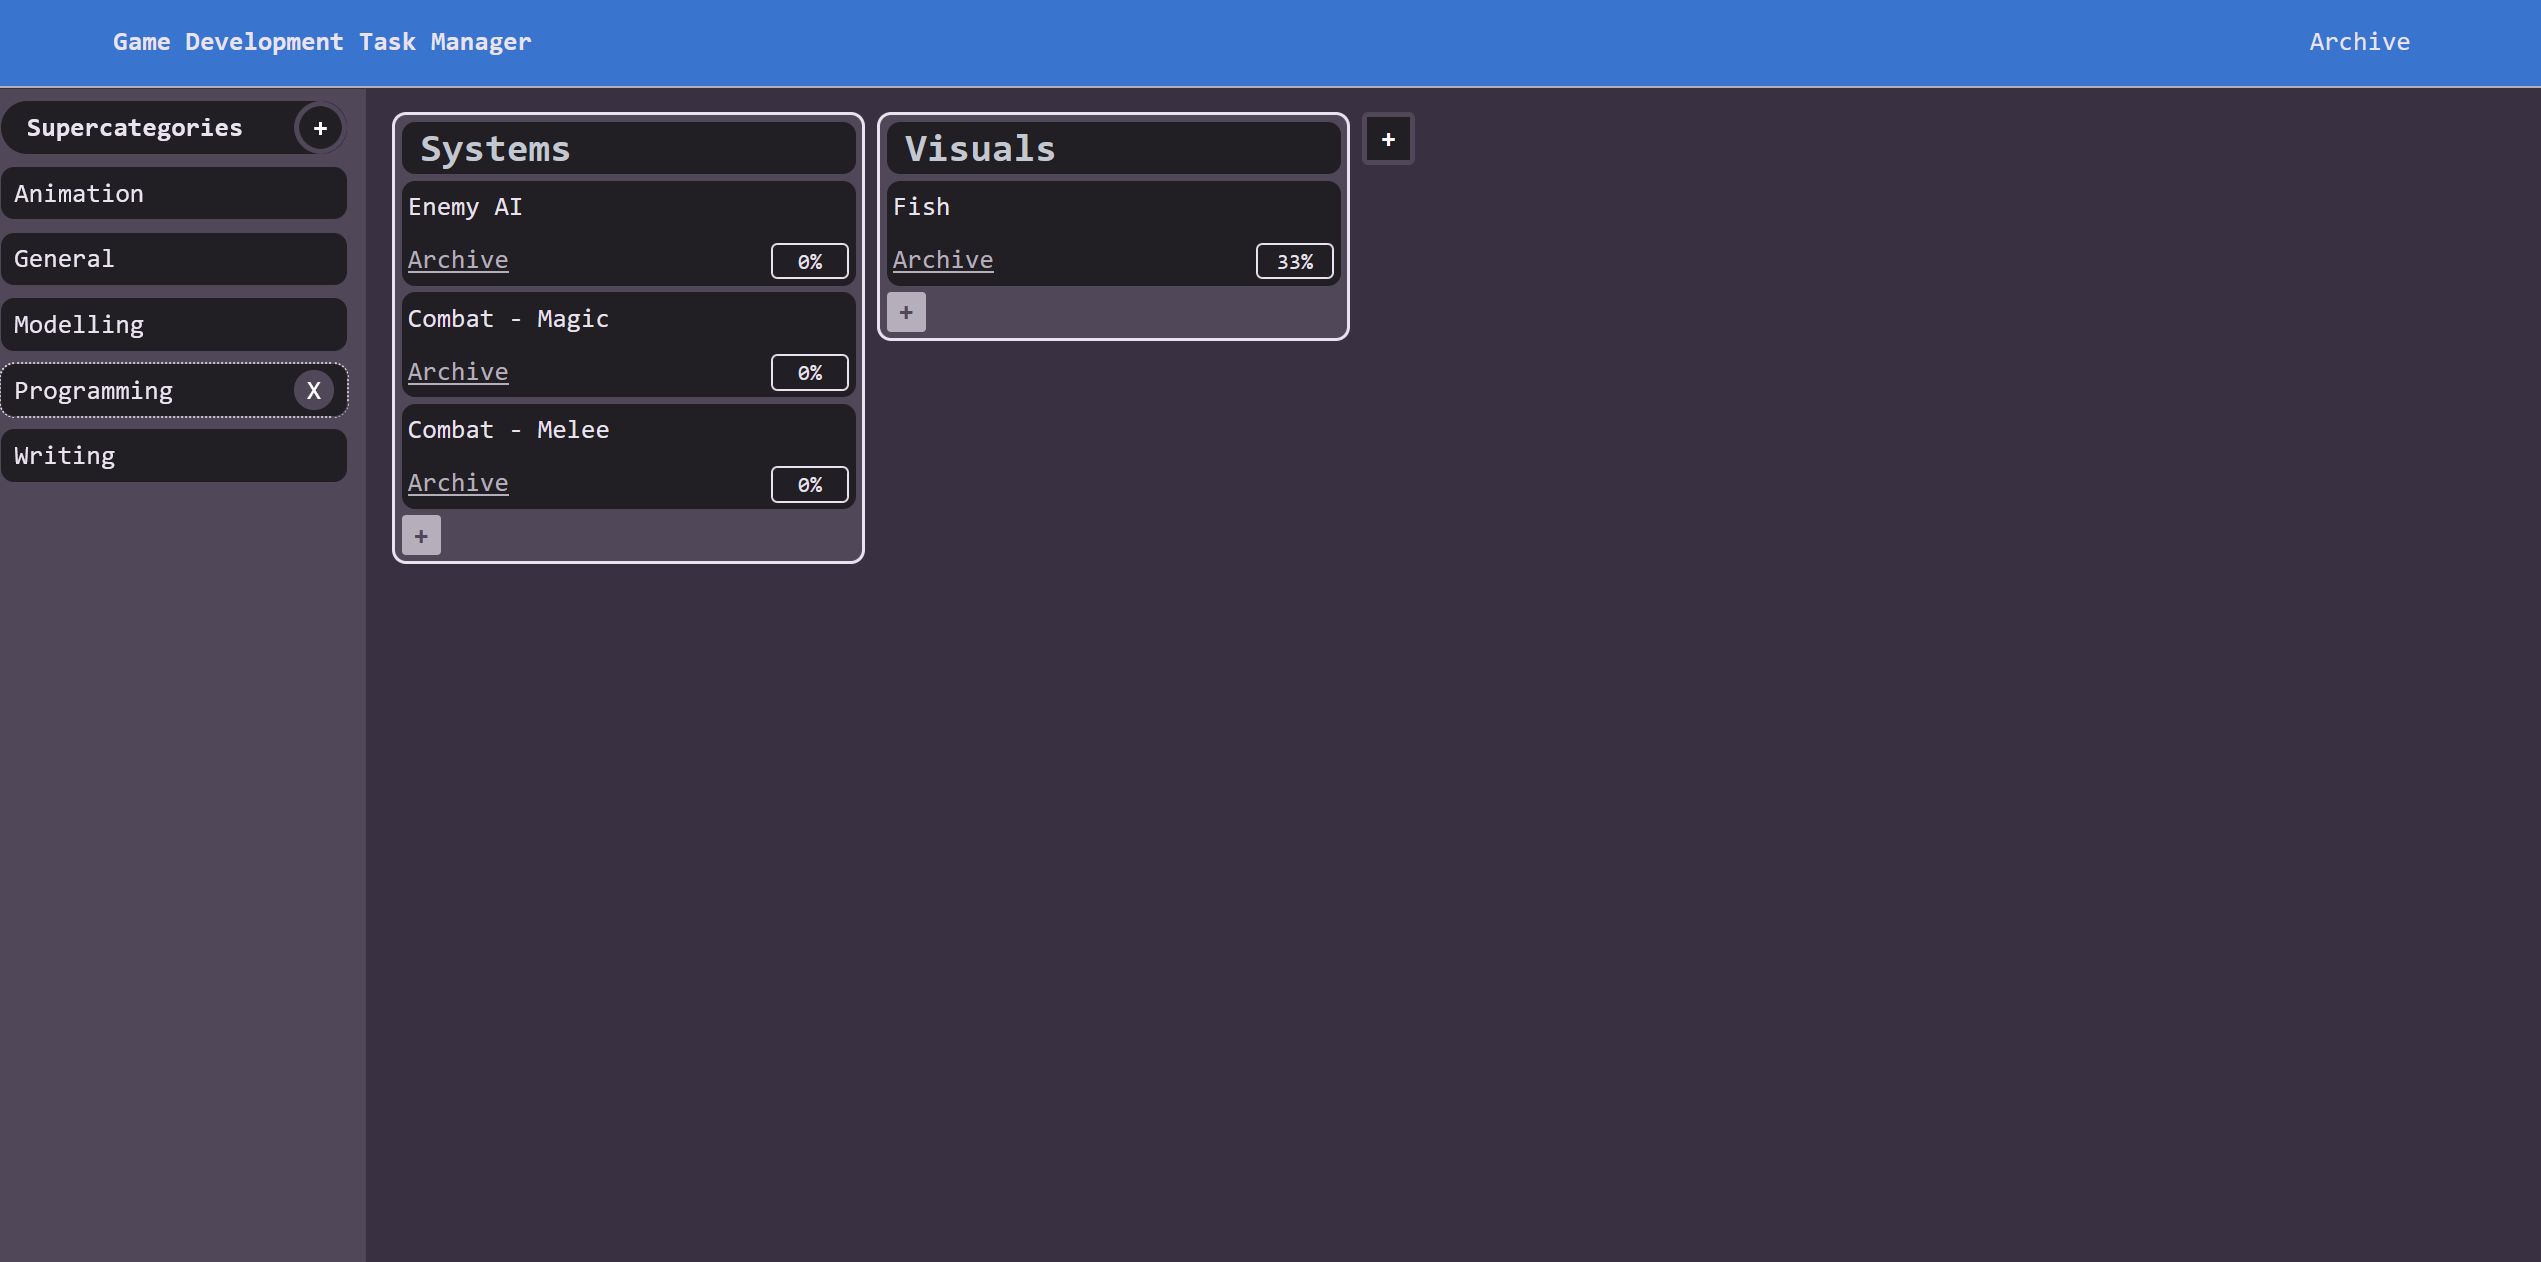 Game Development Task Manager
Archive
Supercategories +
Animation
General
Modelling
Programming X
Writing
Systems
Enemy AI
Archive 0%
Combat - Magic
Archive 0%
Combat - Melee
Archive 0%
+
Visuals
Fish
Archive 33%
+
+